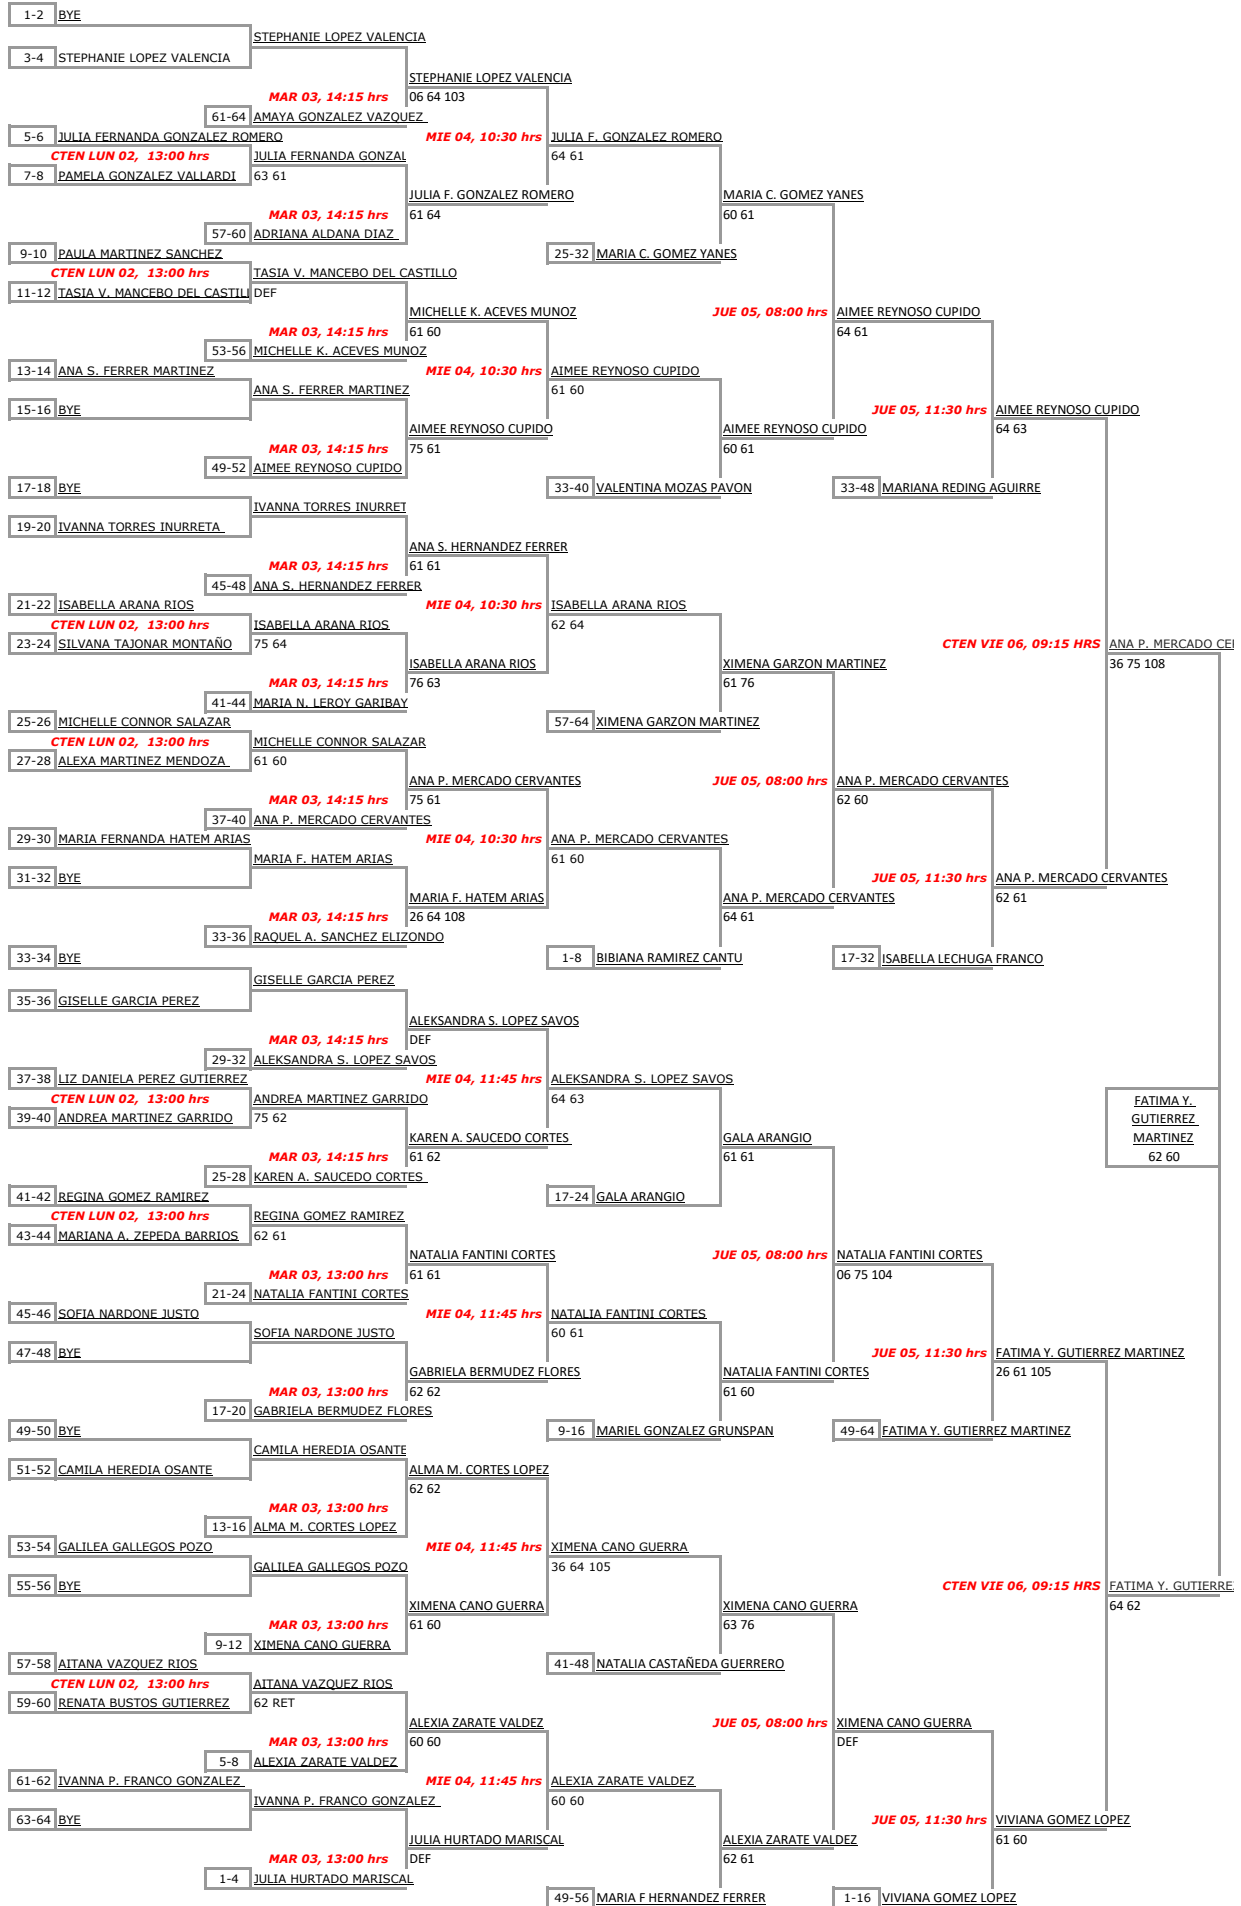 1-2 BYE
STEPHANIE LOPEZ VALENCIA
3-4 STEPHANIE LOPEZ VALENCIA
STEPHANIE LOPEZ VALENCIA
MAR 03, 14:15 hrs 06 64 103
61-64 AMAYA GONZALEZ VAZQUEZ
5-6 JULIA FERNANDA GONZALEZ ROMERO MIE 04, 10:30 hrs JULIA F. GONZALEZ ROMERO
CTEN LUN 02, 13:00 hrs JULIA FERNANDA GONZAL 64 61
7-8 PAMELA GONZALEZ VALLARDI 63 61
JULIA F. GONZALEZ ROMERO MARIA C. GOMEZ YANES
MAR 03, 14:15 hrs 61 64 60 61
57-60 ADRIANA ALDANA DIAZ
9-10 PAULA MARTINEZ SANCHEZ 25-32 MARIA C. GOMEZ YANES
CTEN LUN 02, 13:00 hrs TASIA V. MANCEBO DEL CASTILLO
11-12 TASIA V. MANCEBO DEL CASTILL DEF
MICHELLE K. ACEVES MUNOZ JUE 05, 08:00 hrs AIMEE REYNOSO CUPIDO
MAR 03, 14:15 hrs 61 60 64 61
53-56 MICHELLE K. ACEVES MUNOZ
13-14 ANA S. FERRER MARTINEZ MIE 04, 10:30 hrs AIMEE REYNOSO CUPIDO
ANA S. FERRER MARTINEZ 61 60
15-16 BYE JUE 05, 11:30 hrs AIMEE REYNOSO CUPIDO
AIMEE REYNOSO CUPIDO AIMEE REYNOSO CUPIDO 64 63
MAR 03, 14:15 hrs 75 61 60 61
49-52 AIMEE REYNOSO CUPIDO
17-18 BYE 33-40 VALENTINA MOZAS PAVON 33-48 MARIANA REDING AGUIRRE
IVANNA TORRES INURRET
19-20 IVANNA TORRES INURRETA
ANA S. HERNANDEZ FERRER
MAR 03, 14:15 hrs 61 61
45-48 ANA S. HERNANDEZ FERRER
21-22 ISABELLA ARANA RIOS MIE 04, 10:30 hrs ISABELLA ARANA RIOS
CTEN LUN 02, 13:00 hrs ISABELLA ARANA RIOS 62 64
23-24 SILVANA TAJONAR MONTAÑO 75 64 CTEN VIE 06, 09:15 HRS ANA P. MERCADO CE
ISABELLA ARANA RIOS XIMENA GARZON MARTINEZ 36 75 108
MAR 03, 14:15 hrs 76 63 61 76
41-44 MARIA N. LEROY GARIBAY
25-26 MICHELLE CONNOR SALAZAR 57-64 XIMENA GARZON MARTINEZ
CTEN LUN 02, 13:00 hrs MICHELLE CONNOR SALAZAR
27-28 ALEXA MARTINEZ MENDOZA 61 60
ANA P. MERCADO CERVANTES JUE 05, 08:00 hrs ANA P. MERCADO CERVANTES
MAR 03, 14:15 hrs 75 61 62 60
37-40 ANA P. MERCADO CERVANTES
29-30 MARIA FERNANDA HATEM ARIAS MIE 04, 10:30 hrs ANA P. MERCADO CERVANTES
MARIA F. HATEM ARIAS 61 60
31-32 BYE JUE 05, 11:30 hrs ANA P. MERCADO CERVANTES
MARIA F. HATEM ARIAS ANA P. MERCADO CERVANTES 62 61
MAR 03, 14:15 hrs 26 64 108 64 61
33-36 RAQUEL A. SANCHEZ ELIZONDO
33-34 BYE 1-8 BIBIANA RAMIREZ CANTU 17-32 ISABELLA LECHUGA FRANCO
GISELLE GARCIA PEREZ
35-36 GISELLE GARCIA PEREZ
ALEKSANDRA S. LOPEZ SAVOS
MAR 03, 14:15 hrs DEF
29-32 ALEKSANDRA S. LOPEZ SAVOS
37-38 LIZ DANIELA PEREZ GUTIERREZ MIE 04, 11:45 hrs ALEKSANDRA S. LOPEZ SAVOS
CTEN LUN 02, 13:00 hrs ANDREA MARTINEZ GARRIDO 64 63 FATIMA Y.
39-40 ANDREA MARTINEZ GARRIDO 75 62 GUTIERREZ
KAREN A. SAUCEDO CORTES GALA ARANGIO MARTINEZ
MAR 03, 14:15 hrs 61 62 61 61 62 60
25-28 KAREN A. SAUCEDO CORTES
41-42 REGINA GOMEZ RAMIREZ 17-24 GALA ARANGIO
CTEN LUN 02, 13:00 hrs REGINA GOMEZ RAMIREZ
43-44 MARIANA A. ZEPEDA BARRIOS 62 61
NATALIA FANTINI CORTES JUE 05, 08:00 hrs NATALIA FANTINI CORTES
MAR 03, 13:00 hrs 61 61 06 75 104
21-24 NATALIA FANTINI CORTES
45-46 SOFIA NARDONE JUSTO MIE 04, 11:45 hrs NATALIA FANTINI CORTES
SOFIA NARDONE JUSTO 60 61
47-48 BYE JUE 05, 11:30 hrs FATIMA Y. GUTIERREZ MARTINEZ
GABRIELA BERMUDEZ FLORES NATALIA FANTINI CORTES 26 61 105
MAR 03, 13:00 hrs 62 62 61 60
17-20 GABRIELA BERMUDEZ FLORES
49-50 BYE 9-16 MARIEL GONZALEZ GRUNSPAN 49-64 FATIMA Y. GUTIERREZ MARTINEZ
CAMILA HEREDIA OSANTE
51-52 CAMILA HEREDIA OSANTE ALMA M. CORTES LOPEZ
62 62
MAR 03, 13:00 hrs
13-16 ALMA M. CORTES LOPEZ
53-54 GALILEA GALLEGOS POZO MIE 04, 11:45 hrs XIMENA CANO GUERRA
GALILEA GALLEGOS POZO 36 64 105
55-56 BYE CTEN VIE 06, 09:15 HRS FATIMA Y. GUTIERRE
XIMENA CANO GUERRA XIMENA CANO GUERRA 64 62
MAR 03, 13:00 hrs 61 60 63 76
9-12 XIMENA CANO GUERRA
57-58 AITANA VAZQUEZ RIOS 41-48 NATALIA CASTAÑEDA GUERRERO
CTEN LUN 02, 13:00 hrs AITANA VAZQUEZ RIOS
59-60 RENATA BUSTOS GUTIERREZ 62 RET
ALEXIA ZARATE VALDEZ JUE 05, 08:00 hrs XIMENA CANO GUERRA
MAR 03, 13:00 hrs 60 60 DEF
5-8 ALEXIA ZARATE VALDEZ
61-62 IVANNA P. FRANCO GONZALEZ MIE 04, 11:45 hrs ALEXIA ZARATE VALDEZ
IVANNA P. FRANCO GONZALEZ 60 60
63-64 BYE JUE 05, 11:30 hrs VIVIANA GOMEZ LOPEZ
JULIA HURTADO MARISCAL ALEXIA ZARATE VALDEZ 61 60
MAR 03, 13:00 hrs DEF 62 61
1-4 JULIA HURTADO MARISCAL
49-56 MARIA F HERNANDEZ FERRER 1-16 VIVIANA GOMEZ LOPEZ